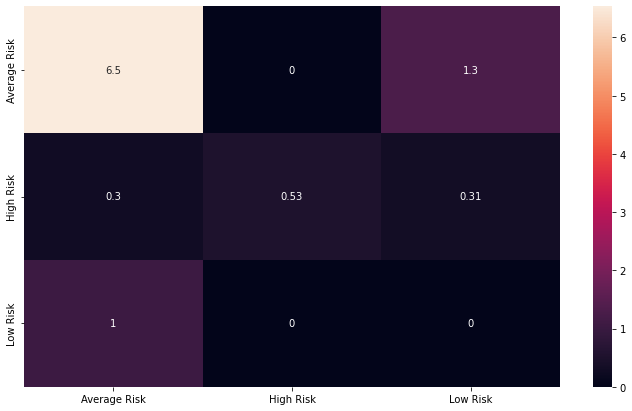 Average Risk
6.5 0 1.3
High Risk
0.3 0.53 0.31
Low Risk
1 0 0
Average Risk High Risk Low Risk
6
5
4
3
2
1
0